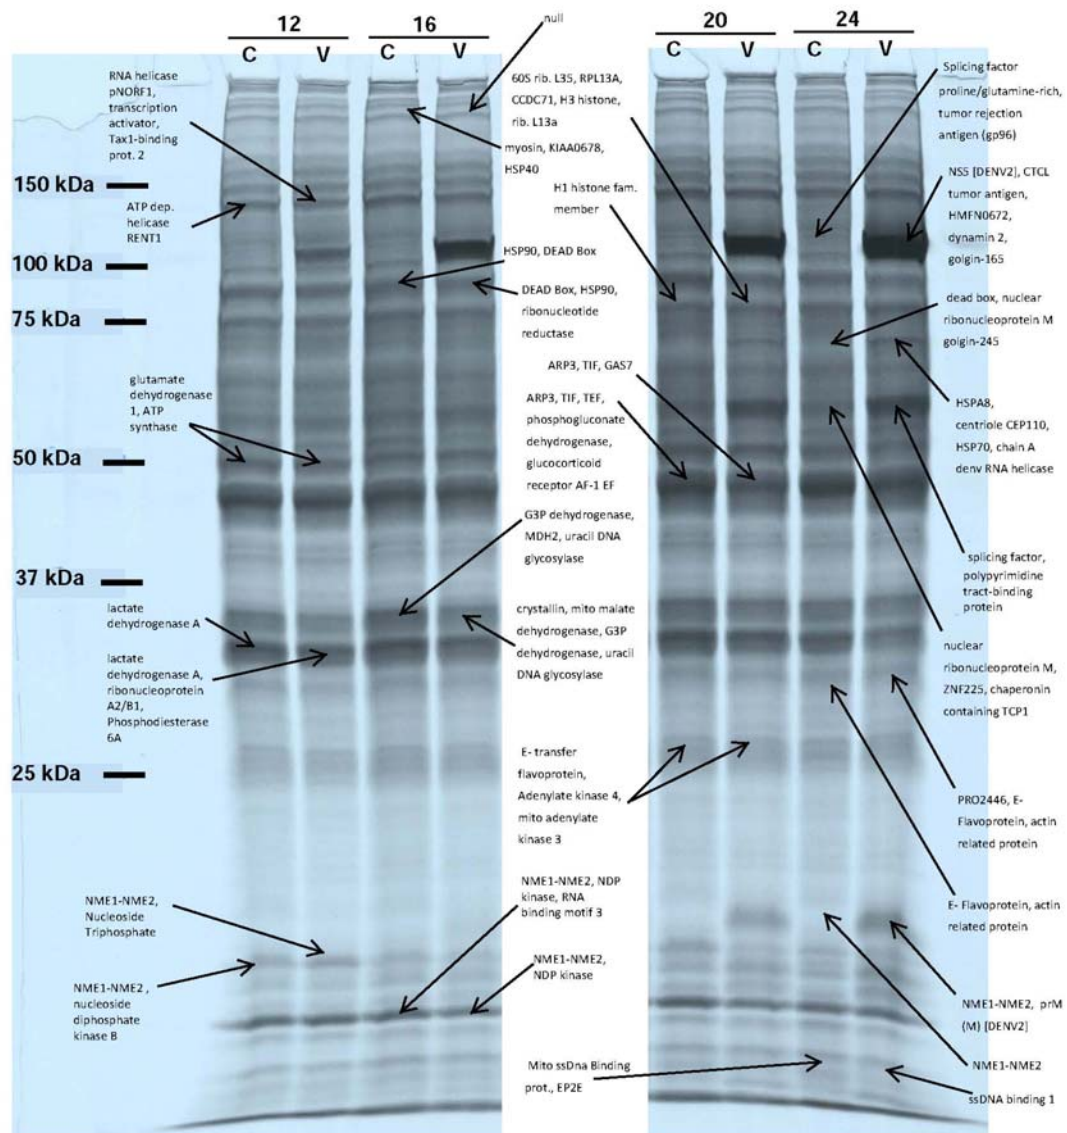 12
16
C
V
C
V
20
24
C
V
C
V
150 kDa
100 kDa
75 kDa
50 kDa
37 kDa
25 kDa
RNA helicase
pNORF1,
transcription
activator,
Tax1-binding
prot. 2
ATP dep.
helicase
RENT1
glutamate
dehydrogenase
1, ATP
synthase
lactate
dehydrogenase A
lactate
dehydrogenase A,
ribonucleoprotein
A2/B1,
Phosphodiesterase
6A
NME1-NME2,
Nucleoside
Triphosphate
NME1-NME2 ,
nucleoside
diphosphate
kinase B
null
60S rib. L35, RPL13A,
CCDC71, H3 histone,
rib. L13a
myosin, KIAA0678,
HSP40
H1 histone fam.
member
HSP90, DEAD Box
DEAD Box, HSP90,
ribonucleotide
reductase
ARP3, TIF, GAS7
ARP3, TIF, TEF,
phosphogluconate
dehydrogenase,
glucocorticoid
receptor AF-1 EF
G3P dehydrogenase,
MDH2, uracil DNA
glycosylase
crystallin, mito malate
dehydrogenase, G3P
dehydrogenase, uracil
DNA glycosylase
E- transfer
flavoprotein,
Adenylate kinase 4,
mito adenylate
kinase 3
NME1-NME2, NDP
kinase, RNA
binding motif 3
NME1-NME2,
NDP kinase
Mito ssDna Binding
prot., EP2E
Splicing factor
proline/glutamine-rich,
tumor rejection
antigen (gp96)
NS5 [DENV2], CTCL
tumor antigen,
HMFN0672,
dynamin 2,
golgin-165
dead box, nuclear
ribonucleoprotein M
golgin-245
HSPA8,
centriole CEP110,
HSP70, chain A
denv RNA helicase
splicing factor,
polypyrimidine
tract-binding
protein
nuclear
ribonucleoprotein M,
ZNF225, chaperonin
containing TCP1
PRO2446, E-
Flavoprotein, actin
related protein
E- Flavoprotein, actin
related protein
NME1-NME2, prM
(M) [DENV2]
NME1-NME2
ssDNA binding 1